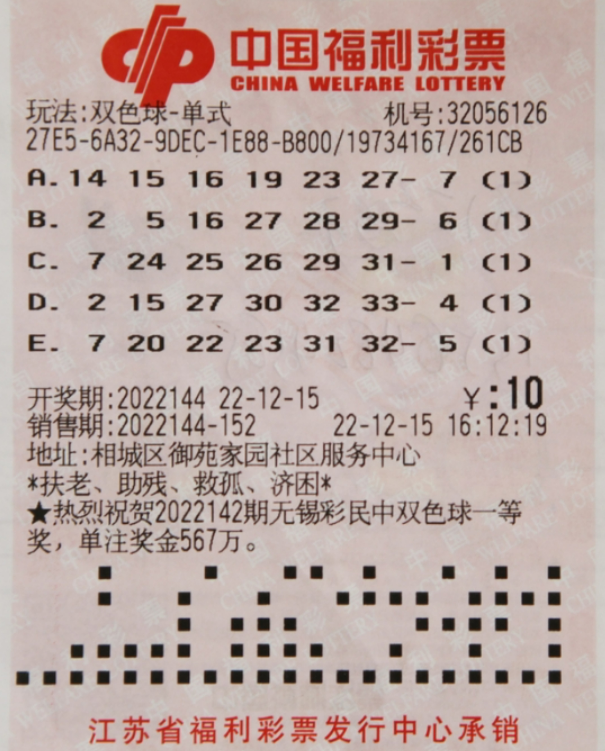 中国福利彩票
CHINA WELFARE LOTTERY
玩法:双色球-单式 机号:32056126
27E5-6A32-9DEC-1E88-B800/19734167/261CB
A. 14 15 16 19 23 27- 7 (1)
B. 2 5 16 27 28 29- 6 (1)
C. 7 24 25 26 29 31- 1 (1)
D. 2 15 27 30 32 33- 4 (1)
E. 7 20 22 23 31 32- 5 (1)
开奖期:2022144 22-12-15 ¥:10
销售期:2022144-152 22-12-15 16:12:19
地址:相城区御苑家园社区服务中心
*扶老、助残、救孤、济困*
★热烈祝贺2022142期无锡彩民中双色球一等
奖，单注奖金567万。
江苏省福利彩票发行中心承销